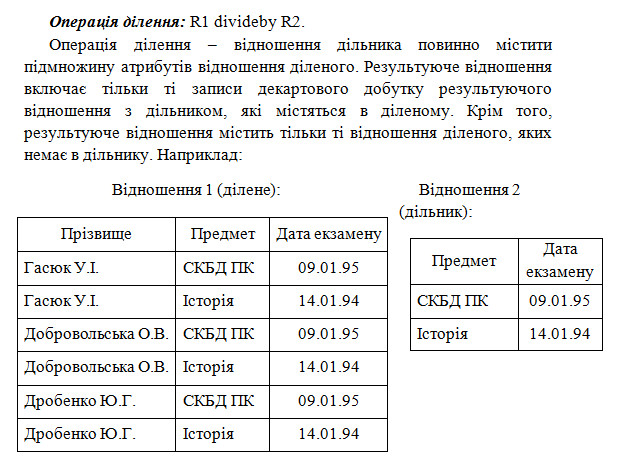 Операція ділення: R1 divideby R2.
Операція ділення – відношення дільника повинно містити
підмножину атрибутів відношення діленого. Результуюче відношення
включає тільки ті записи декартового добутку результуючого
відношення з дільником, які містяться в діленому. Крім того,
результуюче відношення містить тільки ті відношення діленого, яких
немає в дільнику. Наприклад:
Відношення 1 (ділене):
Прізвище Предмет Дата екзамену
Гасюк У.І. СКБД ПК 09.01.95
Гасюк У.І. Історія 14.01.94
Добровольська О.В. СКБД ПК 09.01.95
Добровольська О.В. Історія 14.01.94
Дробенко Ю.Г. СКБД ПК 09.01.95
Дробенко Ю.Г. Історія 14.01.94
Відношення 2
(дільник):
Предмет Дата
екзамену
СКБД ПК 09.01.95
Історія 14.01.94